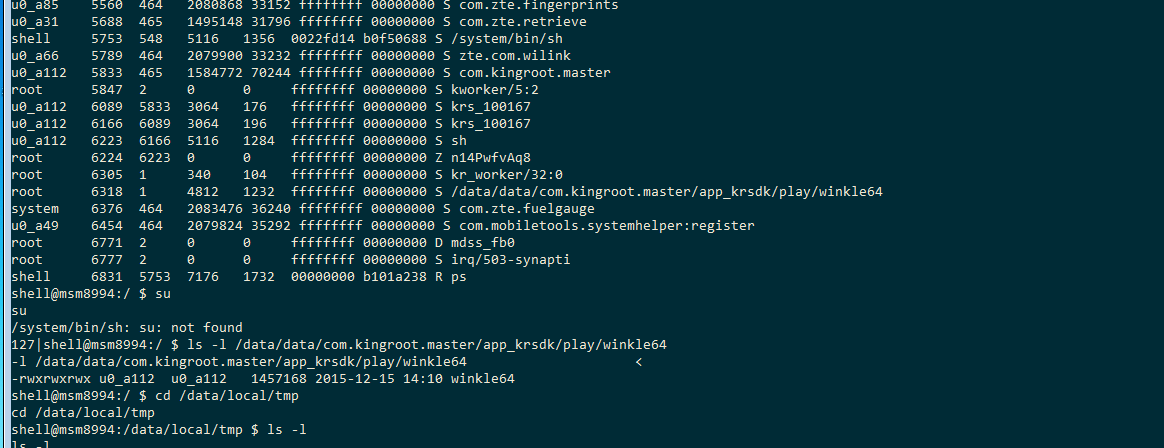 u0_a85 5560 464 2080868 33152 ffffffff 00000000 S com.zte.fingerprints
u0_a31 5688 465 1495148 31796 ffffffff 00000000 S com.zte.retrieve
shell 5753 548 5116 1356 0022fd14 b0f50688 S /system/bin/sh
u0_a66 5789 464 2079900 33232 ffffffff 00000000 S zte.com.wilink
u0_a112 5833 465 1584772 70244 ffffffff 00000000 S com.kingroot.master
root 5847 2 0 0 ffffffff 00000000 S kworker/5:2
u0_a112 6089 5833 3064 176 ffffffff 00000000 S krs_100167
u0_a112 6166 6089 3064 196 ffffffff 00000000 S krs_100167
u0_a112 6223 6166 5116 1284 ffffffff 00000000 S sh
root 6224 6223 0 0 ffffffff 00000000 Z n14PwfvAq8
root 6305 1 340 104 ffffffff 00000000 S kr_worker/32:0
root 6318 1 4812 1232 ffffffff 00000000 S /data/data/com.kingroot.master/app_krsdk/play/winkle64
system 6376 464 2083476 36240 ffffffff 00000000 S com.zte.fuelgauge
u0_a49 6454 464 2079824 35292 ffffffff 00000000 S com.mobiletools.systemhelper:register
root 6771 2 0 0 ffffffff 00000000 D mdss_fb0
root 6777 2 0 0 ffffffff 00000000 S irq/503-synapti
shell 6831 5753 7176 1732 00000000 b101a238 R ps
shell@msm8994:/ $ su
su
/system/bin/sh: su: not found
127|shell@msm8994:/ $ ls -l /data/data/com.kingroot.master/app_krsdk/play/winkle64
-l /data/data/com.kingroot.master/app_krsdk/play/winkle64 <
-rwxrwxrwx u0_a112 u0_a112 1457168 2015-12-15 14:10 winkle64
shell@msm8994:/ $ cd /data/local/tmp
cd /data/local/tmp
shell@msm8994:/data/local/tmp $ ls -l
ls -l